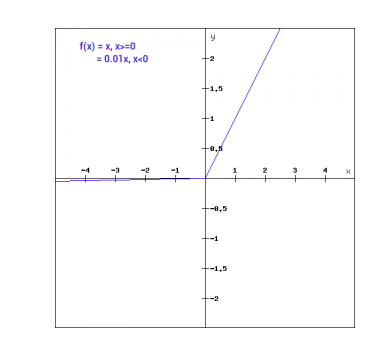 f(x) = x, x>=0
= 0.01x, x<0
y
2
1.5
1
0.5
-4 -3 -2 -1 1 2 3 4 x
-0.5
-1
-1.5
-2